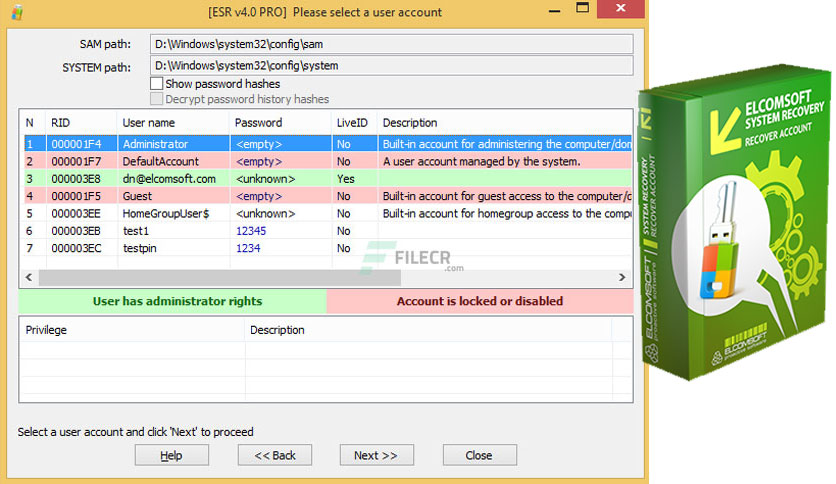 [ESR v4.0 PRO] Please select a user account
SAM path: D:\Windows\system32\config\sam
SYSTEM path: D:\Windows\system32\config\system
Show password hashes
Decrypt password history hashes
N RID User name Password LiveID Description
1 000001F4 Administrator <empty> No Built-in account for administering the computer/don
2 000001F7 DefaultAccount <empty> No A user account managed by the system.
3 000003E8 dn@elcomsoft.com <unknown> Yes
4 000001F5 Guest <empty> No Built-in account for guest access to the computer/c
5 000003EE HomeGroupUser$ <unknown> No Built-in account for homegroup access to the comp
6 000003EB test1 12345 No
7 000003EC testpin 1234 No
FILECR
.com
User has administrator rights Account is locked or disabled
Privilege Description
Select a user account and click 'Next' to proceed
Help << Back Next >> Close
ELCOMSOFT
SYSTEM RECOVERY
RECOVER ACCOUNT
SYSTEM RECOVERY
RECOVER ACCOUNT
ELCOMSOFT
proactive software
ELCOMSOFT
proactive software